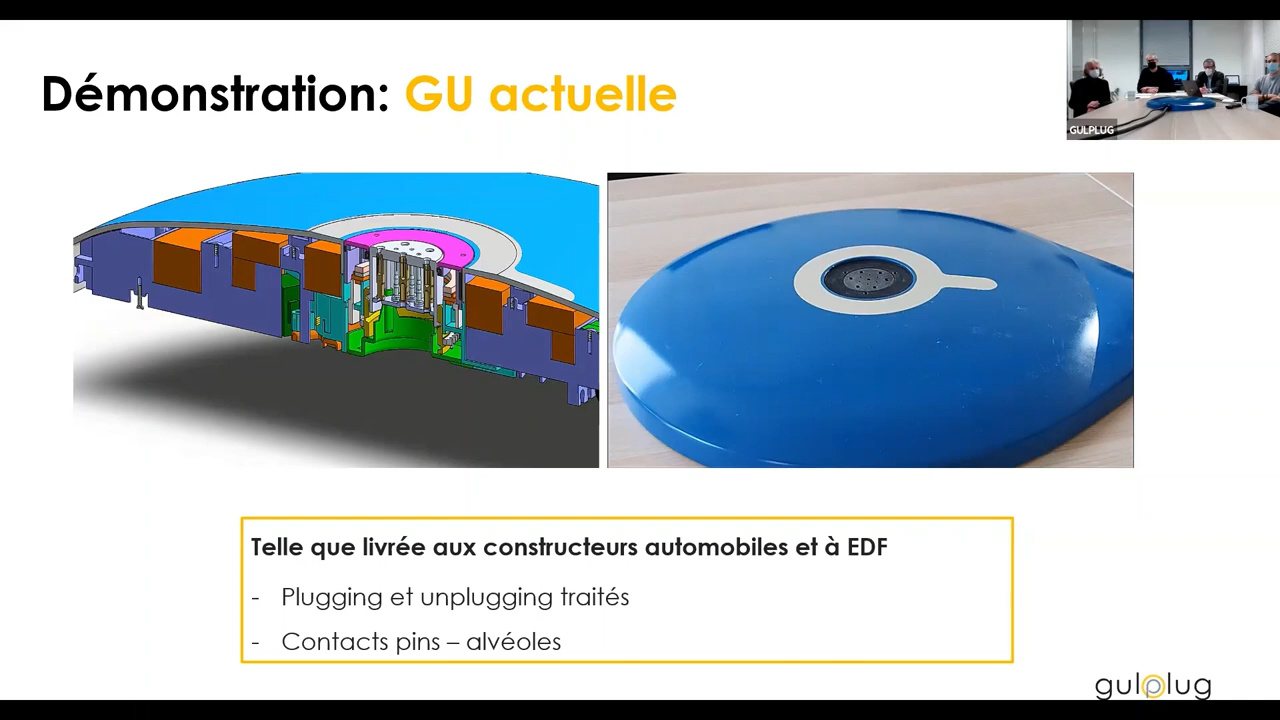 Démonstration: GU actuelle
GULPLUG
Telle que livrée aux constructeurs automobiles et à EDF
- Plugging et unplugging traités
- Contacts pins – alvéoles
gulplug